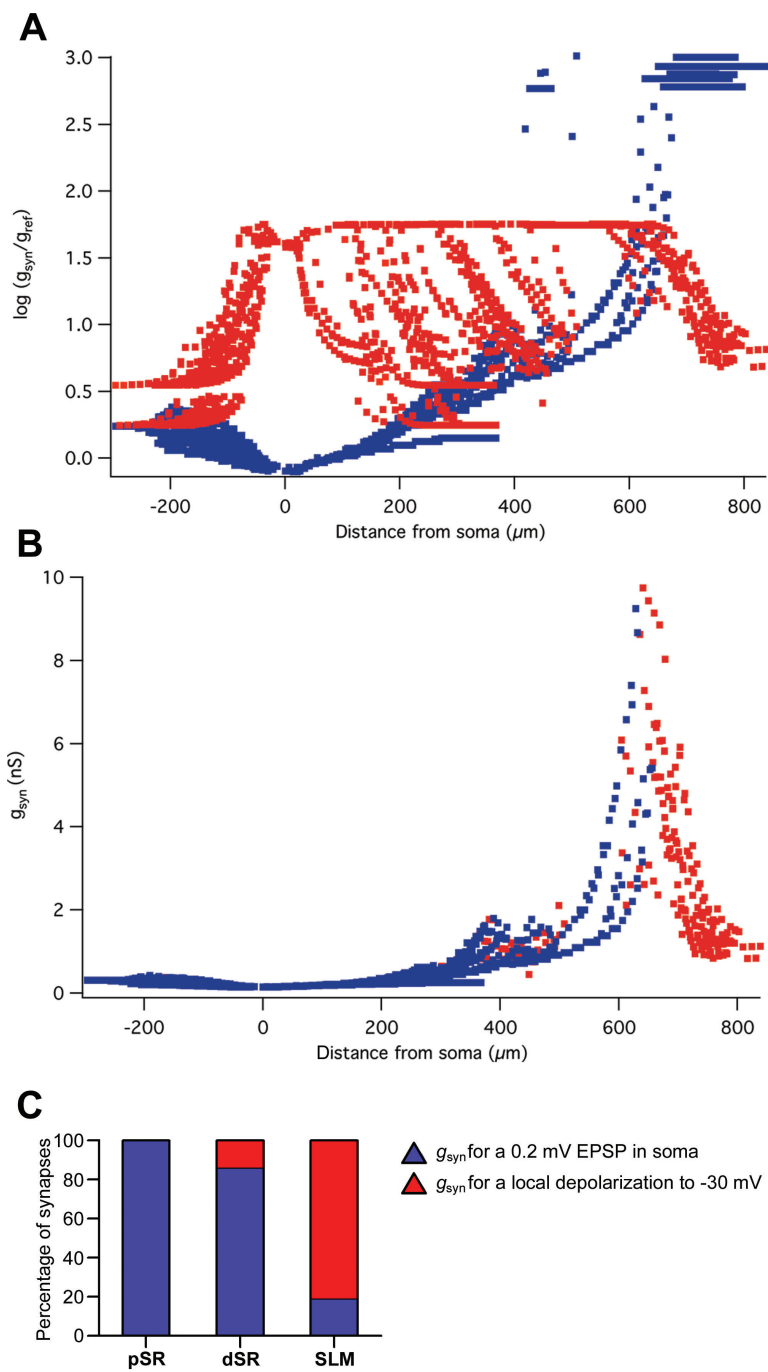 A
3.0
2.5
2.0
1.5
1.0
0.5
0.0
log (gsyn/gref)
-200 0 200 400 600 800
Distance from soma (µm)
B
10
8
6
4
2
0
gsyn (nS)
-200 0 200 400 600 800
Distance from soma (µm)
C
100
80
60
40
20
0
Percentage of synapses
pSR dSR SLM
gsyn for a 0.2 mV EPSP in soma
gsyn for a local depolarization to -30 mV